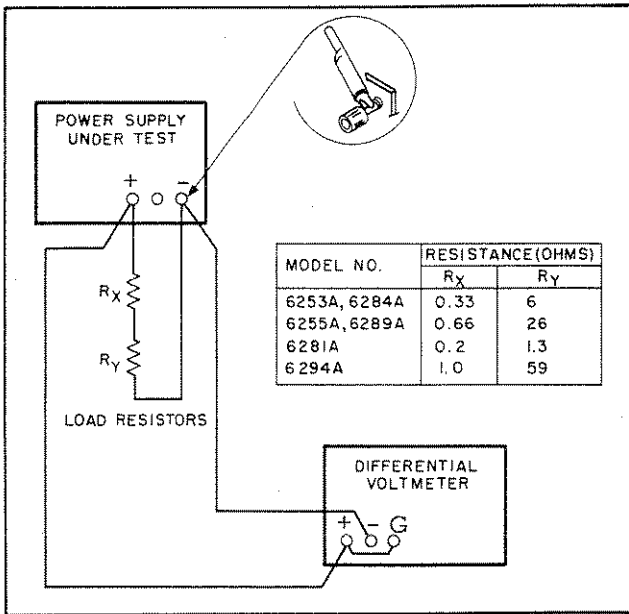 POWER SUPPLY
UNDER TEST
+ -
RX
RY
LOAD RESISTORS
MODEL NO. RESISTANCE(OHMS)
RX RY
6253A, 6284A 0.33 6
6255A, 6289A 0.66 26
6281A 0.2 1.3
6294A 1.0 59
DIFFERENTIAL
VOLTMETER
+ - G